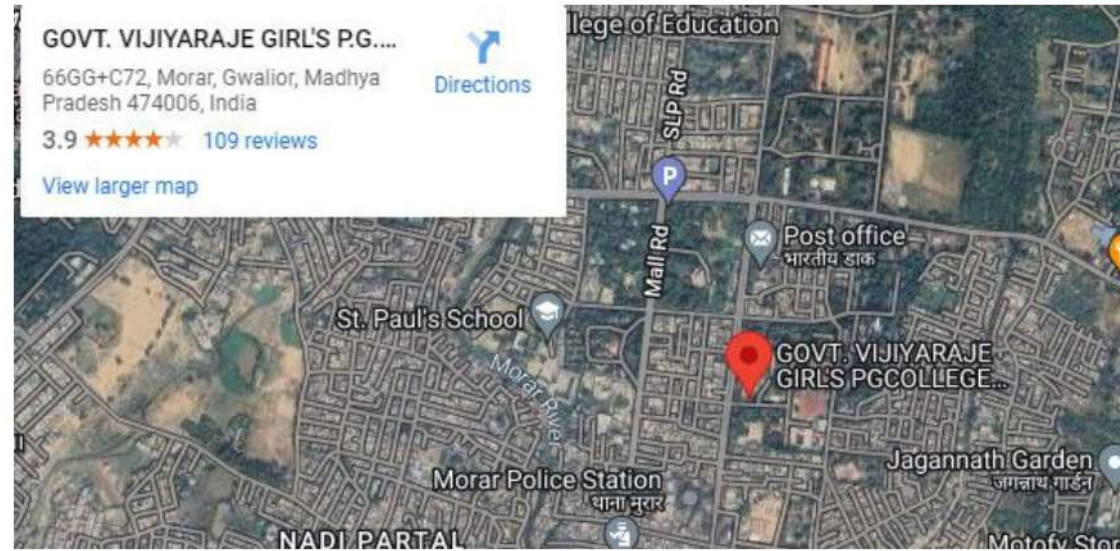 GOVT. VIJIYARAJE GIRL'S P.G....
66GG+C72, Morar, Gwalior, Madhya
Pradesh 474006, India
3.9
109 reviews
View larger map
Directions
llege of Education
SLP Rd
P
Mall Rd
Post office
भारतीय डाक
St. Paul's School
Morar River
GOVT. VIJIYARAJE
GIRLS PGCOLLEGE...
Jagannath Garden
जगन्नाथ गार्डन
Morar Police Station
थाना मुरार
NADI PARTAL
Motofy Stor